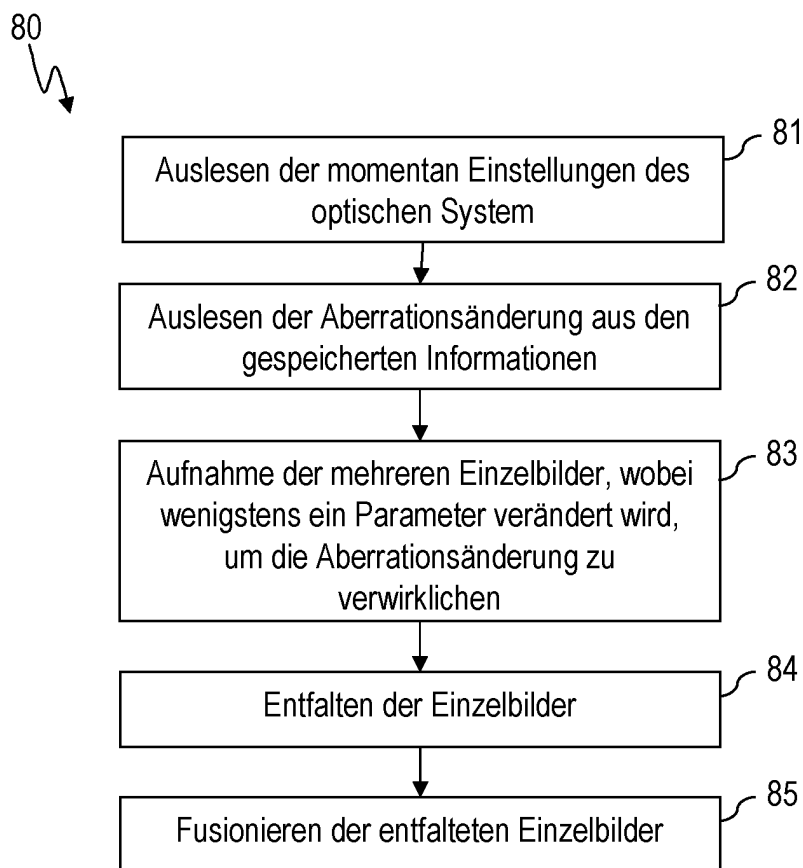 80
81
Auslesen der momentan Einstellungen des
optischen System
82
Auslesen der Aberrationsänderung aus den
gespeicherten Informationen
83
Aufnahme der mehreren Einzelbilder, wobei
wenigstens ein Parameter verändert wird,
um die Aberrationsänderung zu
verwirklichen
84
Entfalten der Einzelbilder
85
Fusionieren der entfalteten Einzelbilder